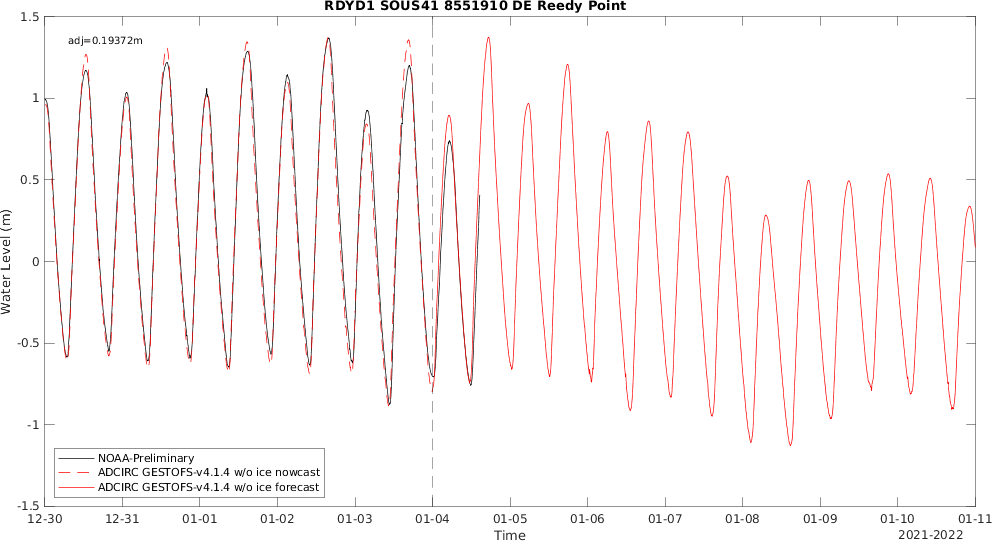 RDYD1 SOUS41 8551910 DE Reedy Point
adj=0.19372m
1.5
1
0.5
0
-0.5
-1
-1.5
Water Level (m)
NOAA-Preliminary
ADCIRC GESTOFS-v4.1.4 w/o ice nowcast
ADCIRC GESTOFS-v4.1.4 w/o ice forecast
12-30 12-31 01-01 01-02 01-03 01-04 01-05 01-06 01-07 01-08 01-09 01-10 01-11
Time
2021-2022